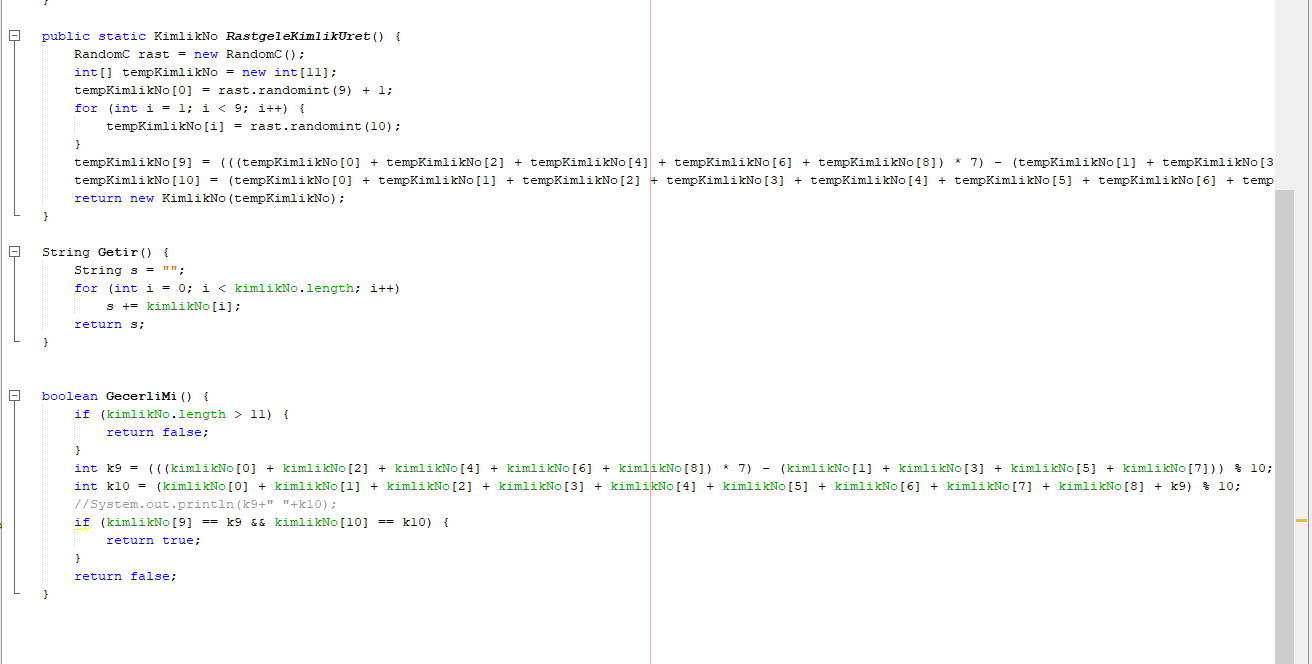 }
public static KimlikNo RastgeleKimlikUret() {
RandomC rast = new RandomC();
int[] tempKimlikNo = new int[11];
tempKimlikNo[0] = rast.randomint(9) + 1;
for (int i = 1; i < 9; i++) {
tempKimlikNo[i] = rast.randomint(10);
}
tempKimlikNo[9] = (((tempKimlikNo[0] + tempKimlikNo[2] + tempKimlikNo[4] + tempKimlikNo[6] + tempKimlikNo[8]) * 7) - (tempKimlikNo[1] + tempKimlikNo[3
tempKimlikNo[10] = (tempKimlikNo[0] + tempKimlikNo[1] + tempKimlikNo[2] + tempKimlikNo[3] + tempKimlikNo[4] + tempKimlikNo[5] + tempKimlikNo[6] + temp
return new KimlikNo(tempKimlikNo);
}
String Getir() {
String s = "";
for (int i = 0; i < kimlikNo.length; i++)
s += kimlikNo[i];
return s;
}
boolean GecerliMi() {
if (kimlikNo.length > 11) {
return false;
}
int k9 = (((kimlikNo[0] + kimlikNo[2] + kimlikNo[4] + kimlikNo[6] + kimlikNo[8]) * 7) - (kimlikNo[1] + kimlikNo[3] + kimlikNo[5] + kimlikNo[7])) % 10;
int k10 = (kimlikNo[0] + kimlikNo[1] + kimlikNo[2] + kimlikNo[3] + kimlikNo[4] + kimlikNo[5] + kimlikNo[6] + kimlikNo[7] + kimlikNo[8] + k9) % 10;
//System.out.println(k9+" "+k10);
if (kimlikNo[9] == k9 && kimlikNo[10] == k10) {
return true;
}
return false;
}